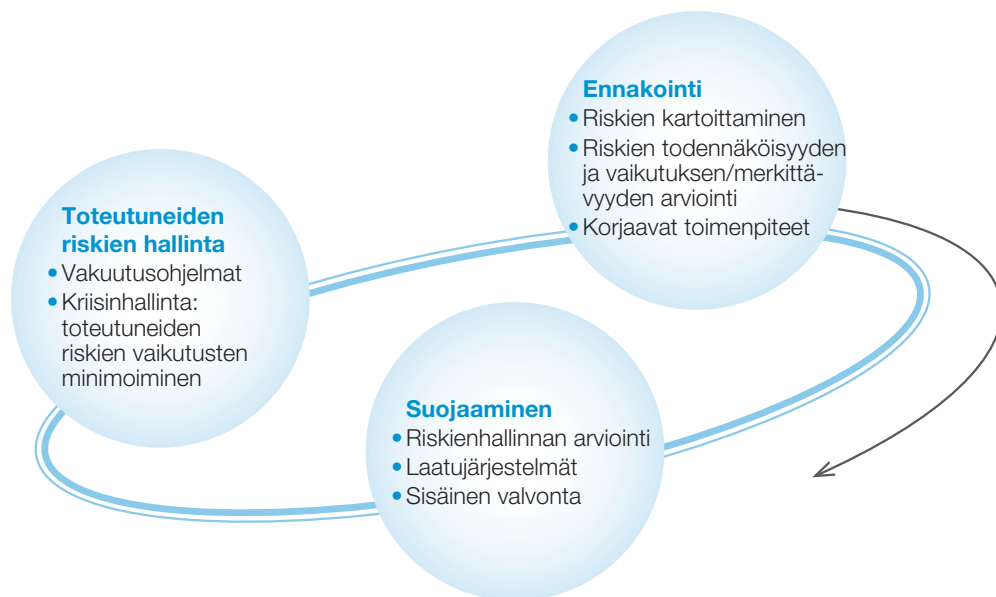 Ennakointi
• Riskien kartoittaminen
• Riskien todennäköisyyden
ja vaikutuksen/merkittä-
vyyden arviointi
• Korjaavat toimenpiteet
Toteutuneiden
riskien hallinta
• Vakuutusohjelmat
• Kriisinhallinta:
toteutuneiden
riskien vaikutusten
minimoiminen
Suojaaminen
• Riskienhallinnan arviointi
• Laatujärjestelmät
• Sisäinen valvonta